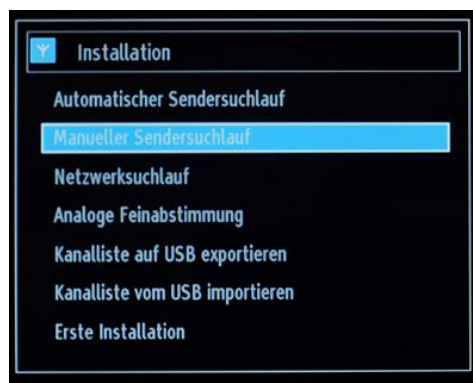 Installation
Automatischer Sendersuchlauf
Manueller Sendersuchlauf
Netzwerksuchlauf
Analoge Feinabstimmung
Kanalliste auf USB exportieren
Kanalliste vom USB importieren
Erste Installation